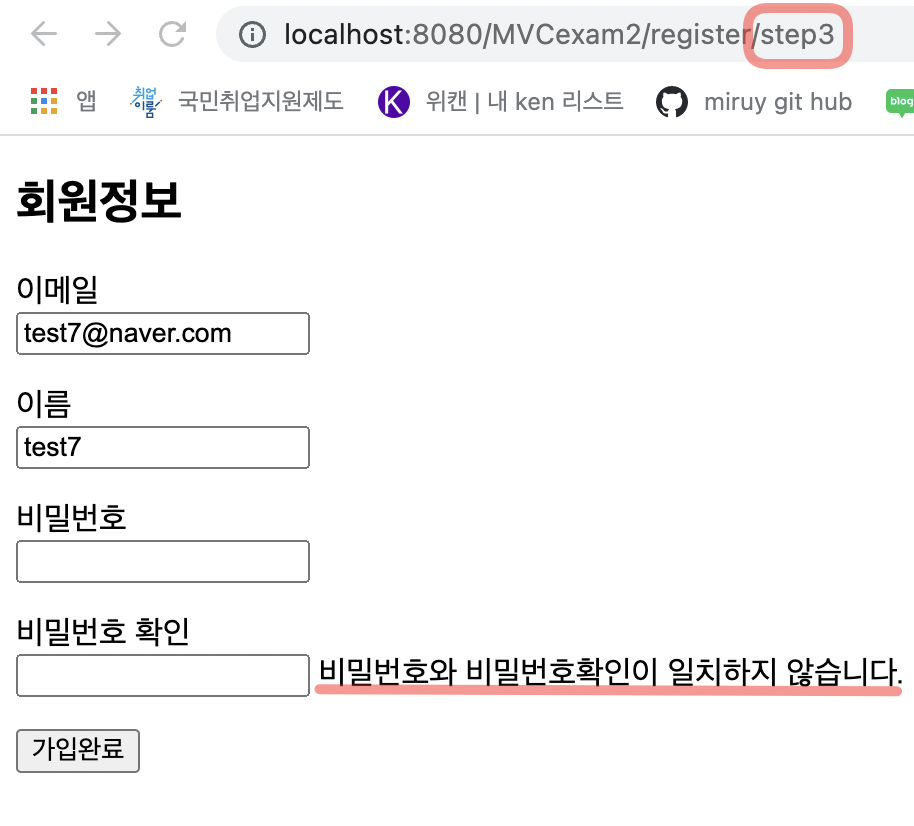 localhost:8080/MVCexam2/register/step3
앱 취업이룸 국민취업지원제도 K 위캔 | 내 ken 리스트 miruy git hub blog
회원정보
이메일
test7@naver.com
이름
test7
비밀번호
비밀번호 확인
비밀번호와 비밀번호확인이 일치하지 않습니다.
가입완료